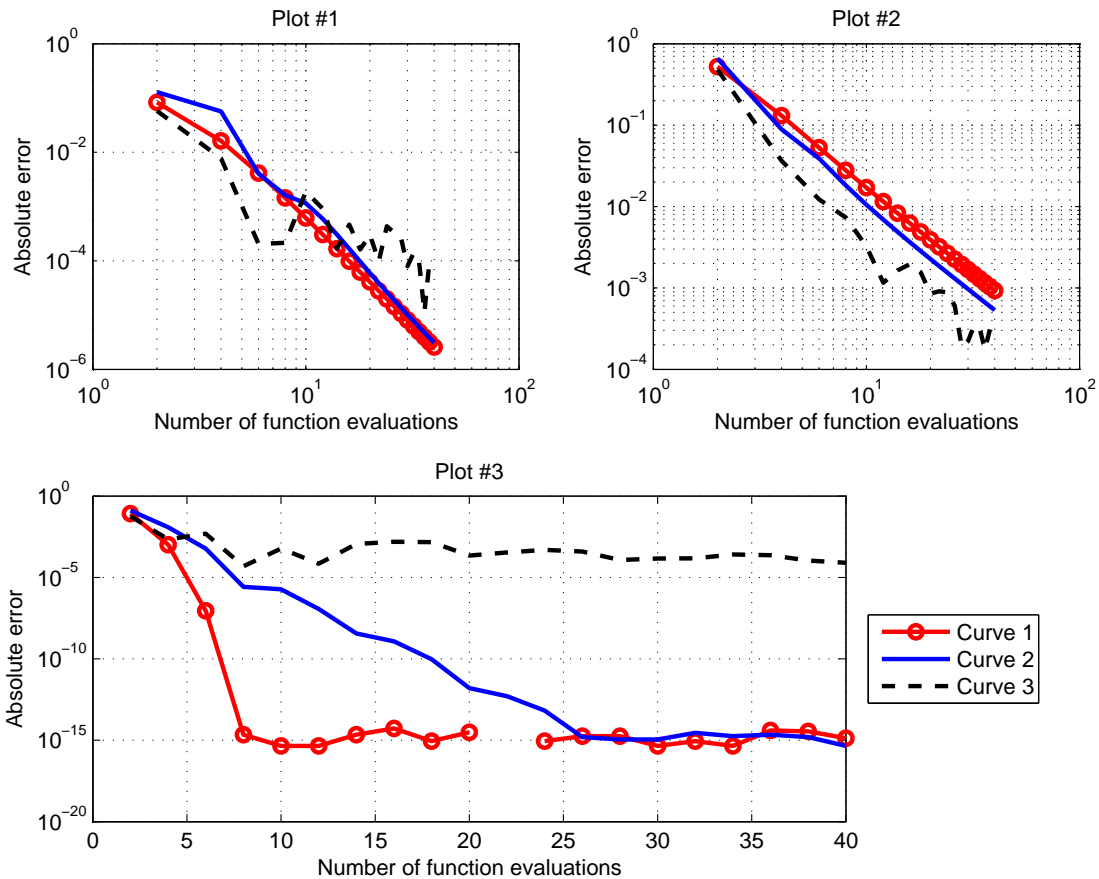 Plot #1
10^0
10^-2
10^-4
10^-6
10^0 10^1 10^2
Absolute error
Number of function evaluations
Plot #2
10^0
10^-1
10^-2
10^-3
10^-4
10^0 10^1 10^2
Absolute error
Number of function evaluations
Plot #3
10^0
10^-5
10^-10
10^-15
10^-20
0 5 10 15 20 25 30 35 40
Absolute error
Number of function evaluations
Curve 1
Curve 2
Curve 3